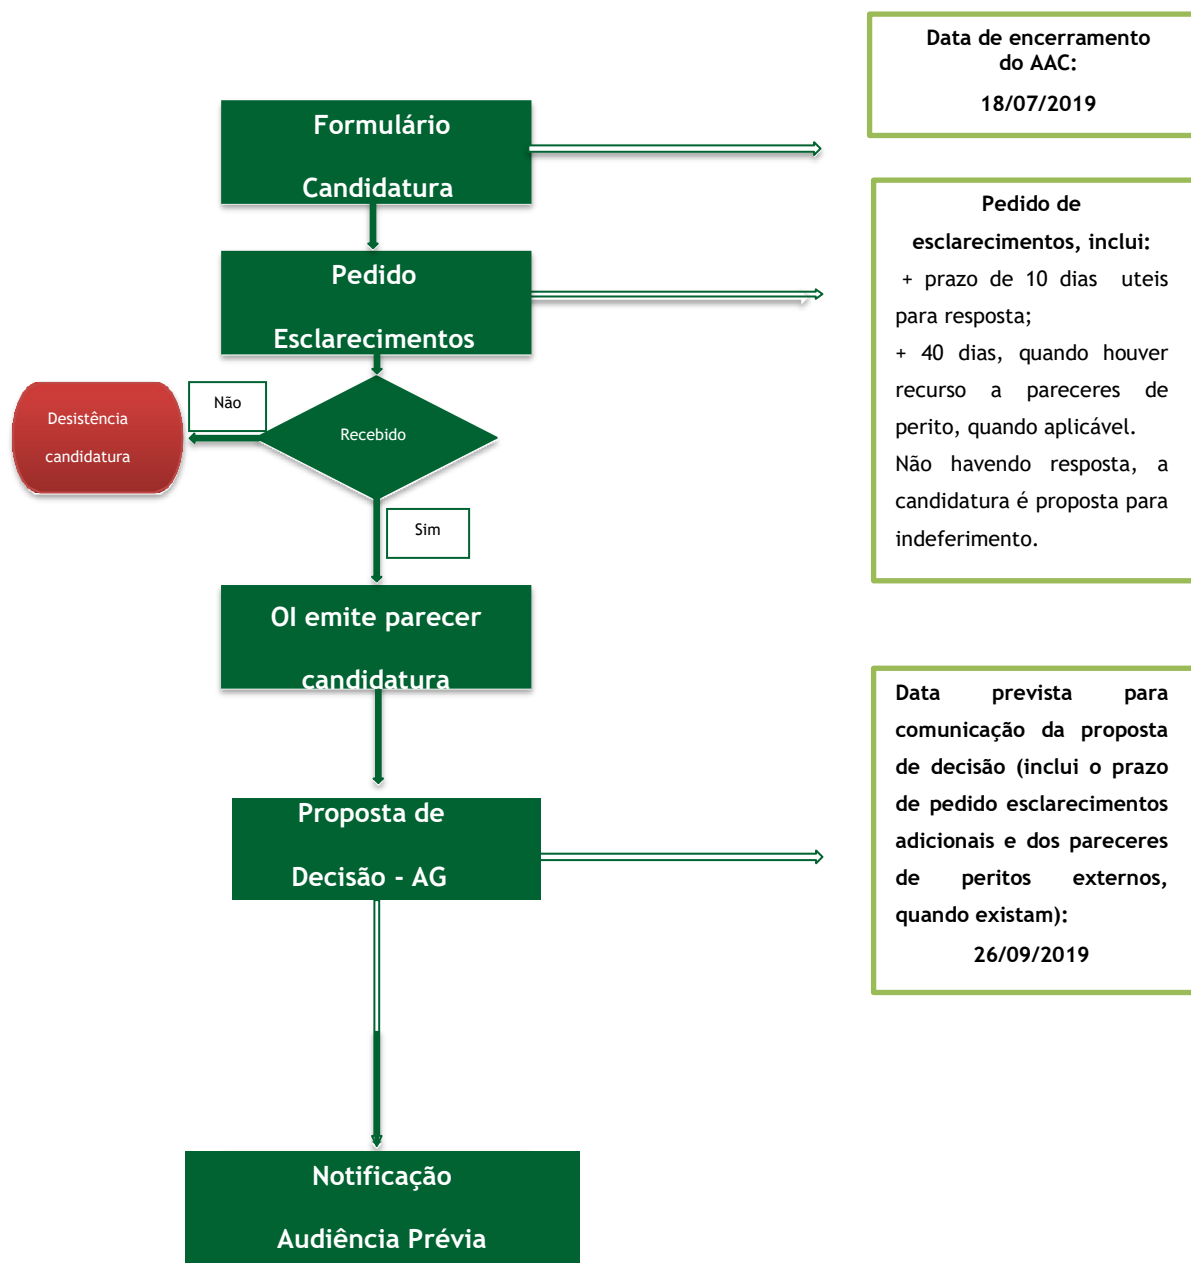 Data de encerramento
do AAC:
18/07/2019
Formulário
Candidatura
Pedido de
esclarecimentos, inclui:
+ prazo de 10 dias uteis
para resposta;
+ 40 dias, quando houver
recurso a pareceres de
perito, quando aplicável.
Não havendo resposta, a
candidatura é proposta para
indeferimento.
Pedido
Esclarecimentos
Não
Desistência
candidatura
Recebido
Sim
OI emite parecer
candidatura
Data prevista para
comunicação da proposta
de decisão (inclui o prazo
de pedido esclarecimentos
adicionais e dos pareceres
de peritos externos,
quando existam):
26/09/2019
Proposta de
Decisão - AG
Notificação
Audiência Prévia